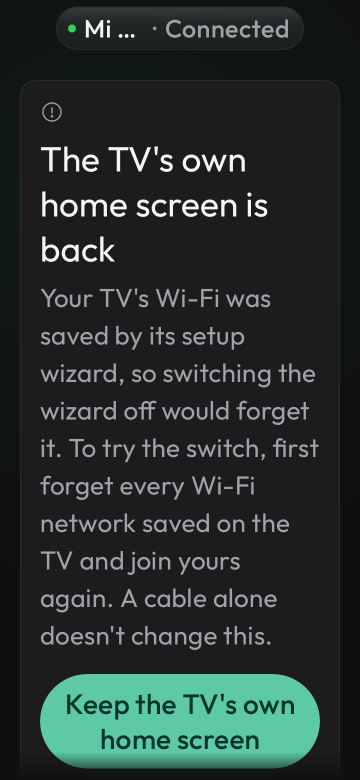 Mi ... · Connected
The TV's own
home screen is
back
Your TV's Wi-Fi was
saved by its setup
wizard, so switching the
wizard off would forget
it. To try the switch, first
forget every Wi-Fi
network saved on the
TV and join yours
again. A cable alone
doesn't change this.
Keep the TV's own
home screen